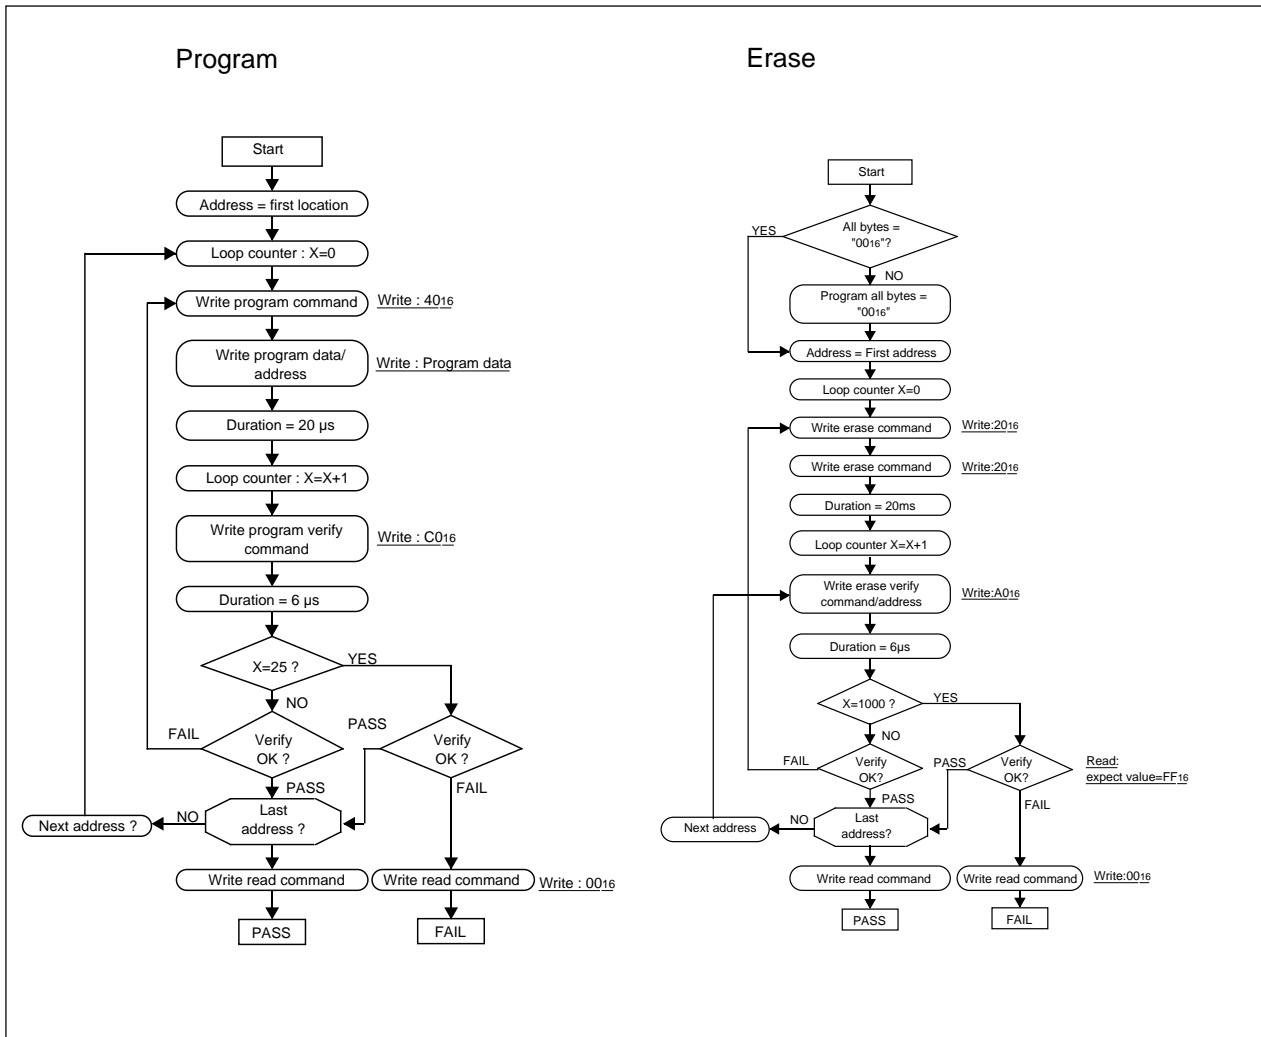 Program
Start
Address = first location
Loop counter : X=0
Write program command
Write : 4016
Write program data/
address
Write : Program data
Duration = 20 µs
Loop counter : X=X+1
Write program verify
command
Write : C016
Duration = 6 µs
X=25 ?
YES
NO
FAIL
Verify
OK ?
PASS
PASS
Verify
OK ?
FAIL
Last
address ?
NO
Next address ?
Write read command
Write read command
Write : 0016
PASS
FAIL
Erase
Start
All bytes =
"0016"?
YES
NO
Program all bytes =
"0016"
Address = First address
Loop counter X=0
Write erase command
Write:2016
Write erase command
Write:2016
Duration = 20ms
Loop counter X=X+1
Write erase verify
command/address
Write:A016
Duration = 6µs
X=1000 ?
YES
NO
FAIL
Verify
OK?
PASS
PASS
Verify
OK?
FAIL
Read:
expect value=FF16
Last
address?
NO
Next address
Write read command
Write read command
Write:0016
PASS
FAIL